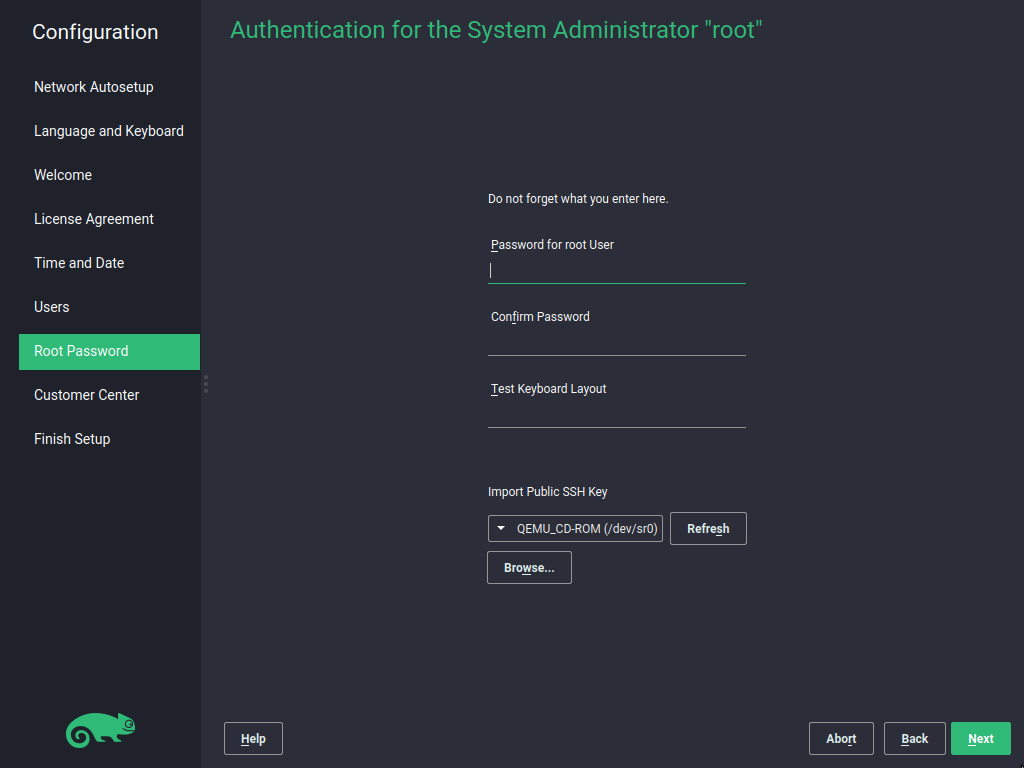 Configuration
Network Autosetup
Language and Keyboard
Welcome
License Agreement
Time and Date
Users
Root Password
Customer Center
Finish Setup
Authentication for the System Administrator "root"
Do not forget what you enter here.
Password for root User
Confirm Password
Test Keyboard Layout
Import Public SSH Key
QEMU_CD-ROM (/dev/sr0) Refresh
Browse...
Help Abort Back Next